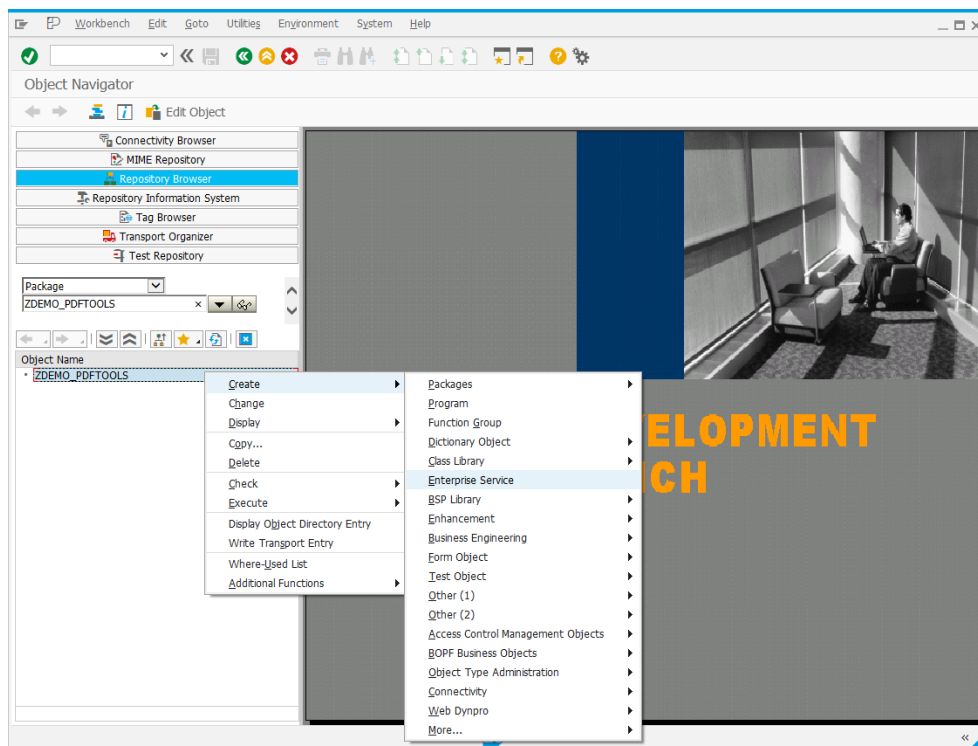 Workbench Edit Goto Utilities Environment System Help
Object Navigator
Edit Object
Connectivity Browser
MIME Repository
Repository Browser
Repository Information System
Tag Browser
Transport Organizer
Test Repository
Package
ZDEMO_PDFTOOLS
Object Name
ZDEMO_PDFTOOLS
Create
Change
Display
Copy...
Delete
Check
Execute
Display Object Directory Entry
Write Transport Entry
Where-Used List
Additional Functions
Packages
Program
Function Group
Dictionary Object
Class Library
Enterprise Service
BSP Library
Enhancement
Business Engineering
Form Object
Test Object
Other (1)
Other (2)
Access Control Management Objects
BOPF Business Objects
Object Type Administration
Connectivity
Web Dynpro
More...
ELOPMENT
CH